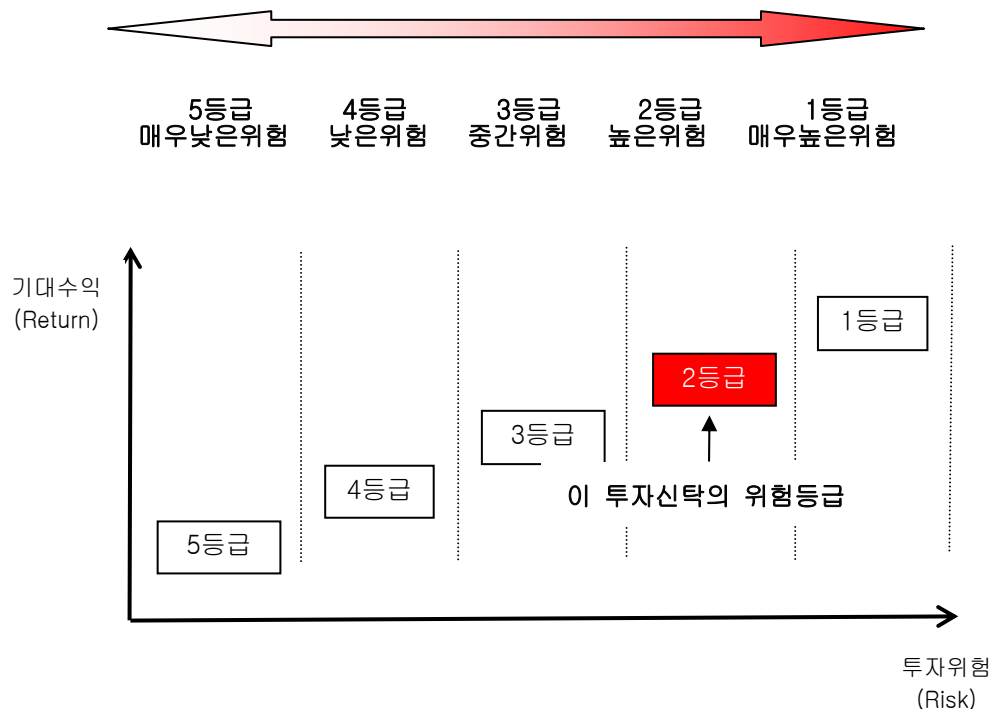 5등급 4등급 3등급 2등급 1등급
매우낮은위험 낮은위험 중간위험 높은위험 매우높은위험
기대수익
(Return)
1등급
2등급
3등급
4등급
이 투자신탁의 위험등급
5등급
투자위험
(Risk)